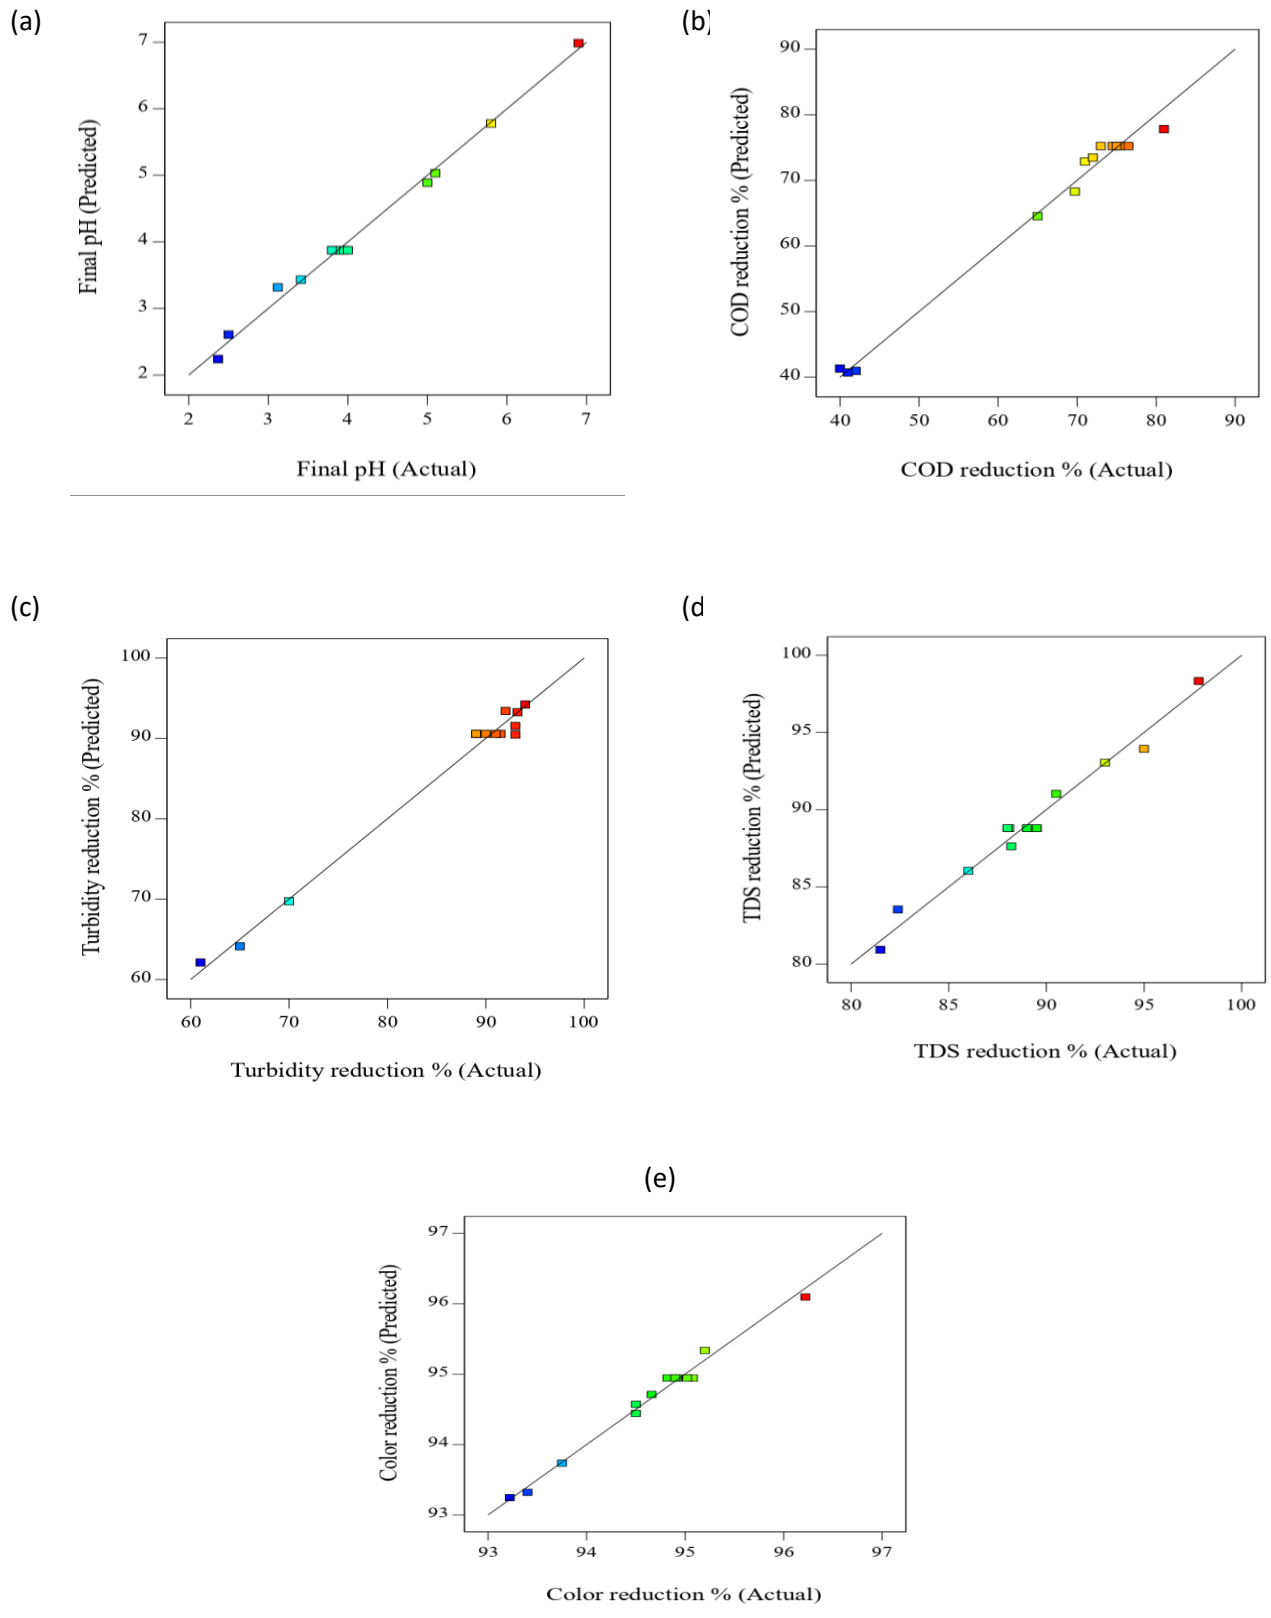 (a)
7
6
5
4
3
2
Final pH (Predicted)
2 3 4 5 6 7
Final pH (Actual)
(b)
90
80
70
60
50
40
COD reduction % (Predicted)
40 50 60 70 80 90
COD reduction % (Actual)
(c)
100
90
80
70
60
Turbidity reduction % (Predicted)
60 70 80 90 100
Turbidity reduction % (Actual)
(d
100
95
90
85
80
TDS reduction % (Predicted)
80 85 90 95 100
TDS reduction % (Actual)
(e)
97
96
95
94
93
Color reduction % (Predicted)
93 94 95 96 97
Color reduction % (Actual)